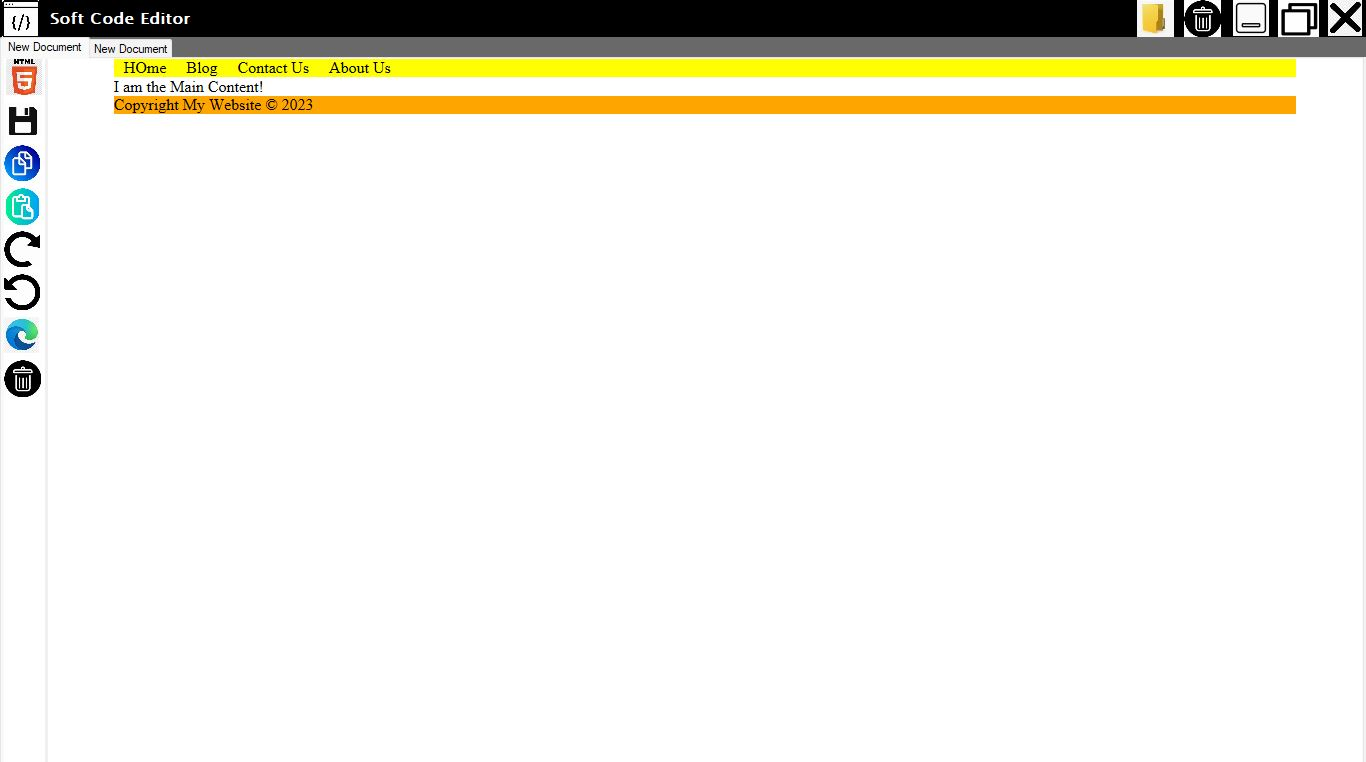 </> Soft Code Editor
New Document New Document
HTML
5
HOme Blog Contact Us About Us
I am the Main Content!
Copyright My Website © 2023